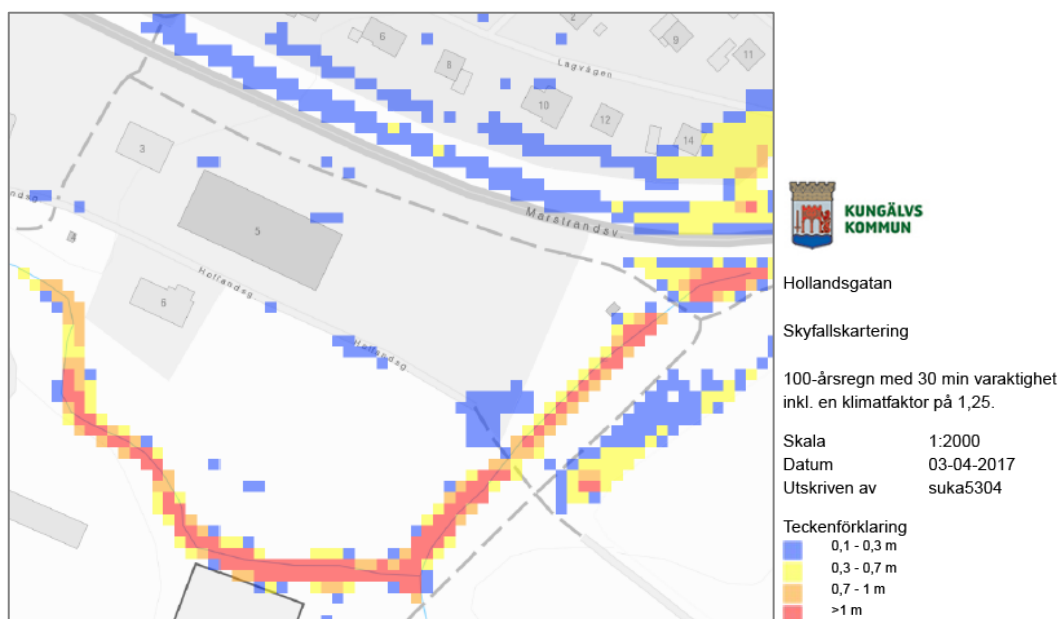 2
6
9
11
Lagvägen
8
10
12
14
3
Marstrandsv.
andsg.
5
4
Hollandsg.
6
Hollandsg.
KUNGÄLVS
KOMMUN
Hollandsgatan
Skyfallskartering
100-årsregn med 30 min varaktighet
inkl. en klimatfaktor på 1,25.
Skala 1:2000
Datum 03-04-2017
Utskriven av suka5304
Teckenförklaring
0,1 - 0,3 m
0,3 - 0,7 m
0,7 - 1 m
>1 m